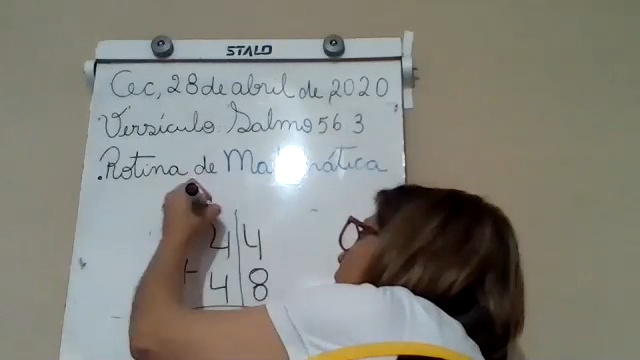 STALO
Cec, 28 de abril de 2020
Versículo: Salmo 56 3
. Rotina de Matemática
4 4
+ 4 8